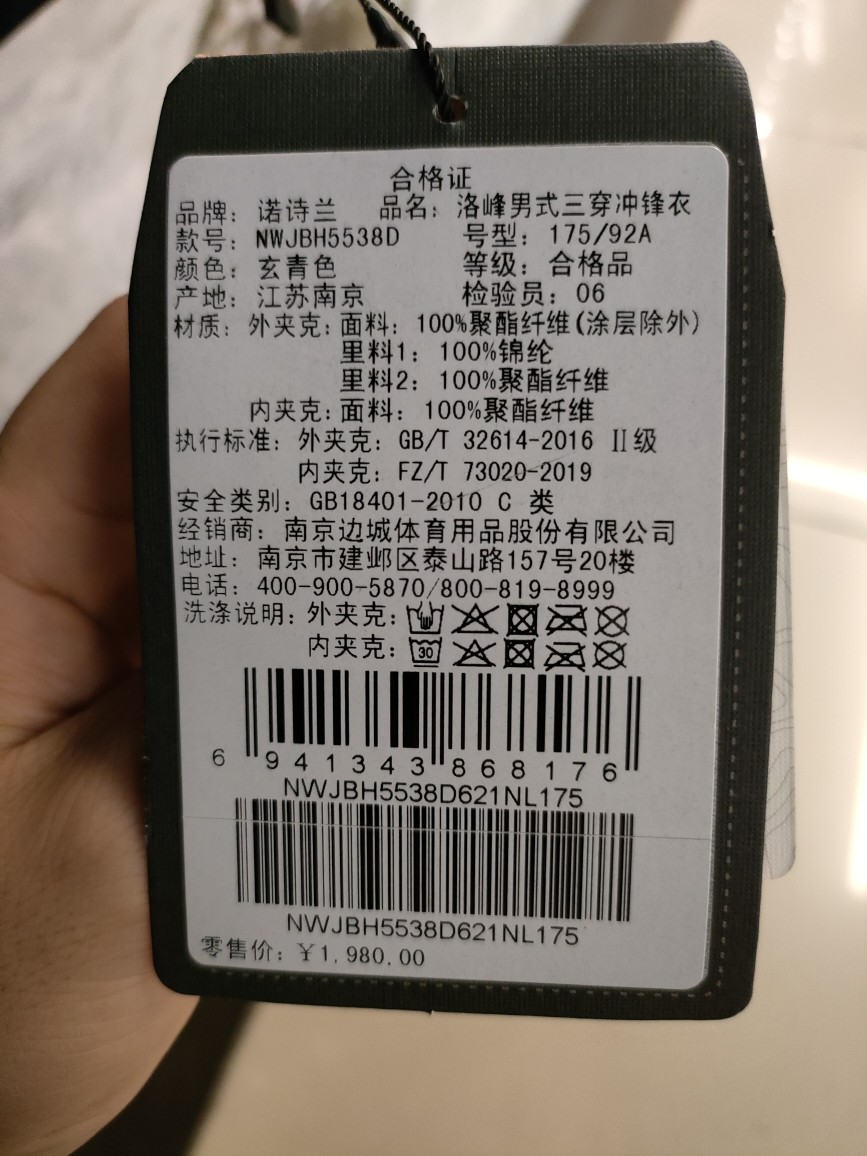 合格证
品牌：诺诗兰 品名：洛峰男式三穿冲锋衣
款号：NWJBH5538D 号型：175/92A
颜色：玄青色 等级：合格品
产地：江苏南京 检验员：06
材质：外夹克：面料：100%聚酯纤维(涂层除外)
里料1：100%锦纶
里料2：100%聚酯纤维
内夹克：面料：100%聚酯纤维
执行标准：外夹克：GB/T 32614-2016 Ⅱ级
内夹克：FZ/T 73020-2019
安全类别：GB18401-2010 C 类
经销商：南京边城体育用品股份有限公司
地址：南京市建邺区泰山路157号20楼
电话：400-900-5870/800-819-8999
洗涤说明：外夹克：
内夹克：30
6 941343 868176
NWJBH5538D621NL175
NWJBH5538D621NL175
零售价：￥1,980.00